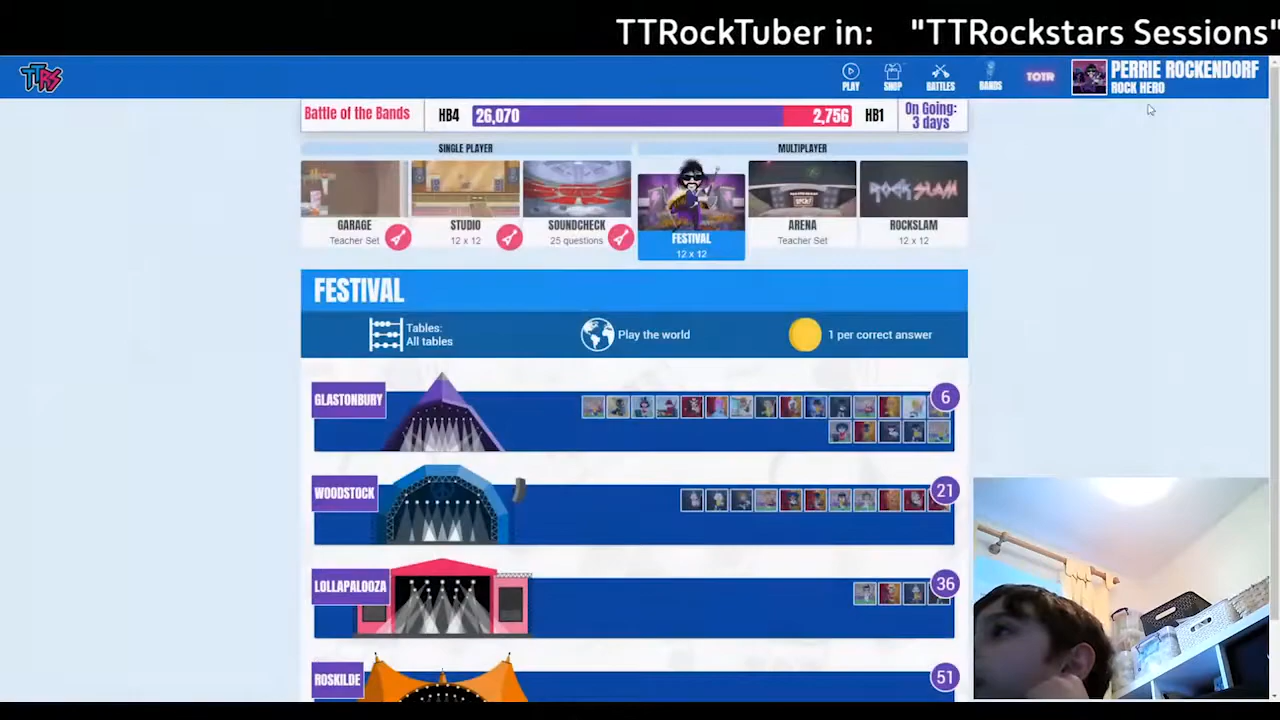 TTRockTuber in: "TTRockstars Sessions"
TTRS
PLAY
SHOP
BATTLES
BANDS
TOTR
PERRIE ROCKENDORF
ROCK HERO
Battle of the Bands
HB4
26,070
2,756
HB1
On Going:
3 days
SINGLE PLAYER
MULTIPLAYER
GARAGE
Teacher Set
STUDIO
12 x 12
SOUNDCHECK
25 questions
FESTIVAL
12 x 12
ARENA
Teacher Set
ROCK SLAM
ROCKSLAM
12 x 12
FESTIVAL
Tables:
All tables
Play the world
1 per correct answer
GLASTONBURY
6
WOODSTOCK
21
LOLLAPALOOZA
36
ROSKILDE
51